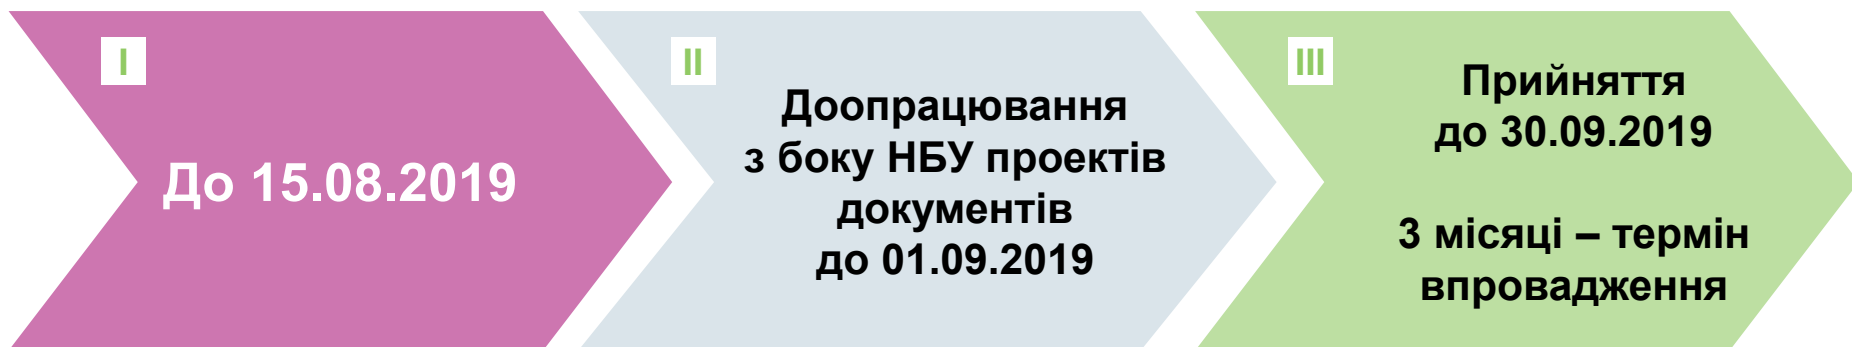 I
До 15.08.2019
II
Доопрацювання
з боку НБУ проектів
документів
до 01.09.2019
III
Прийняття
до 30.09.2019
3 місяці – термін
впровадження